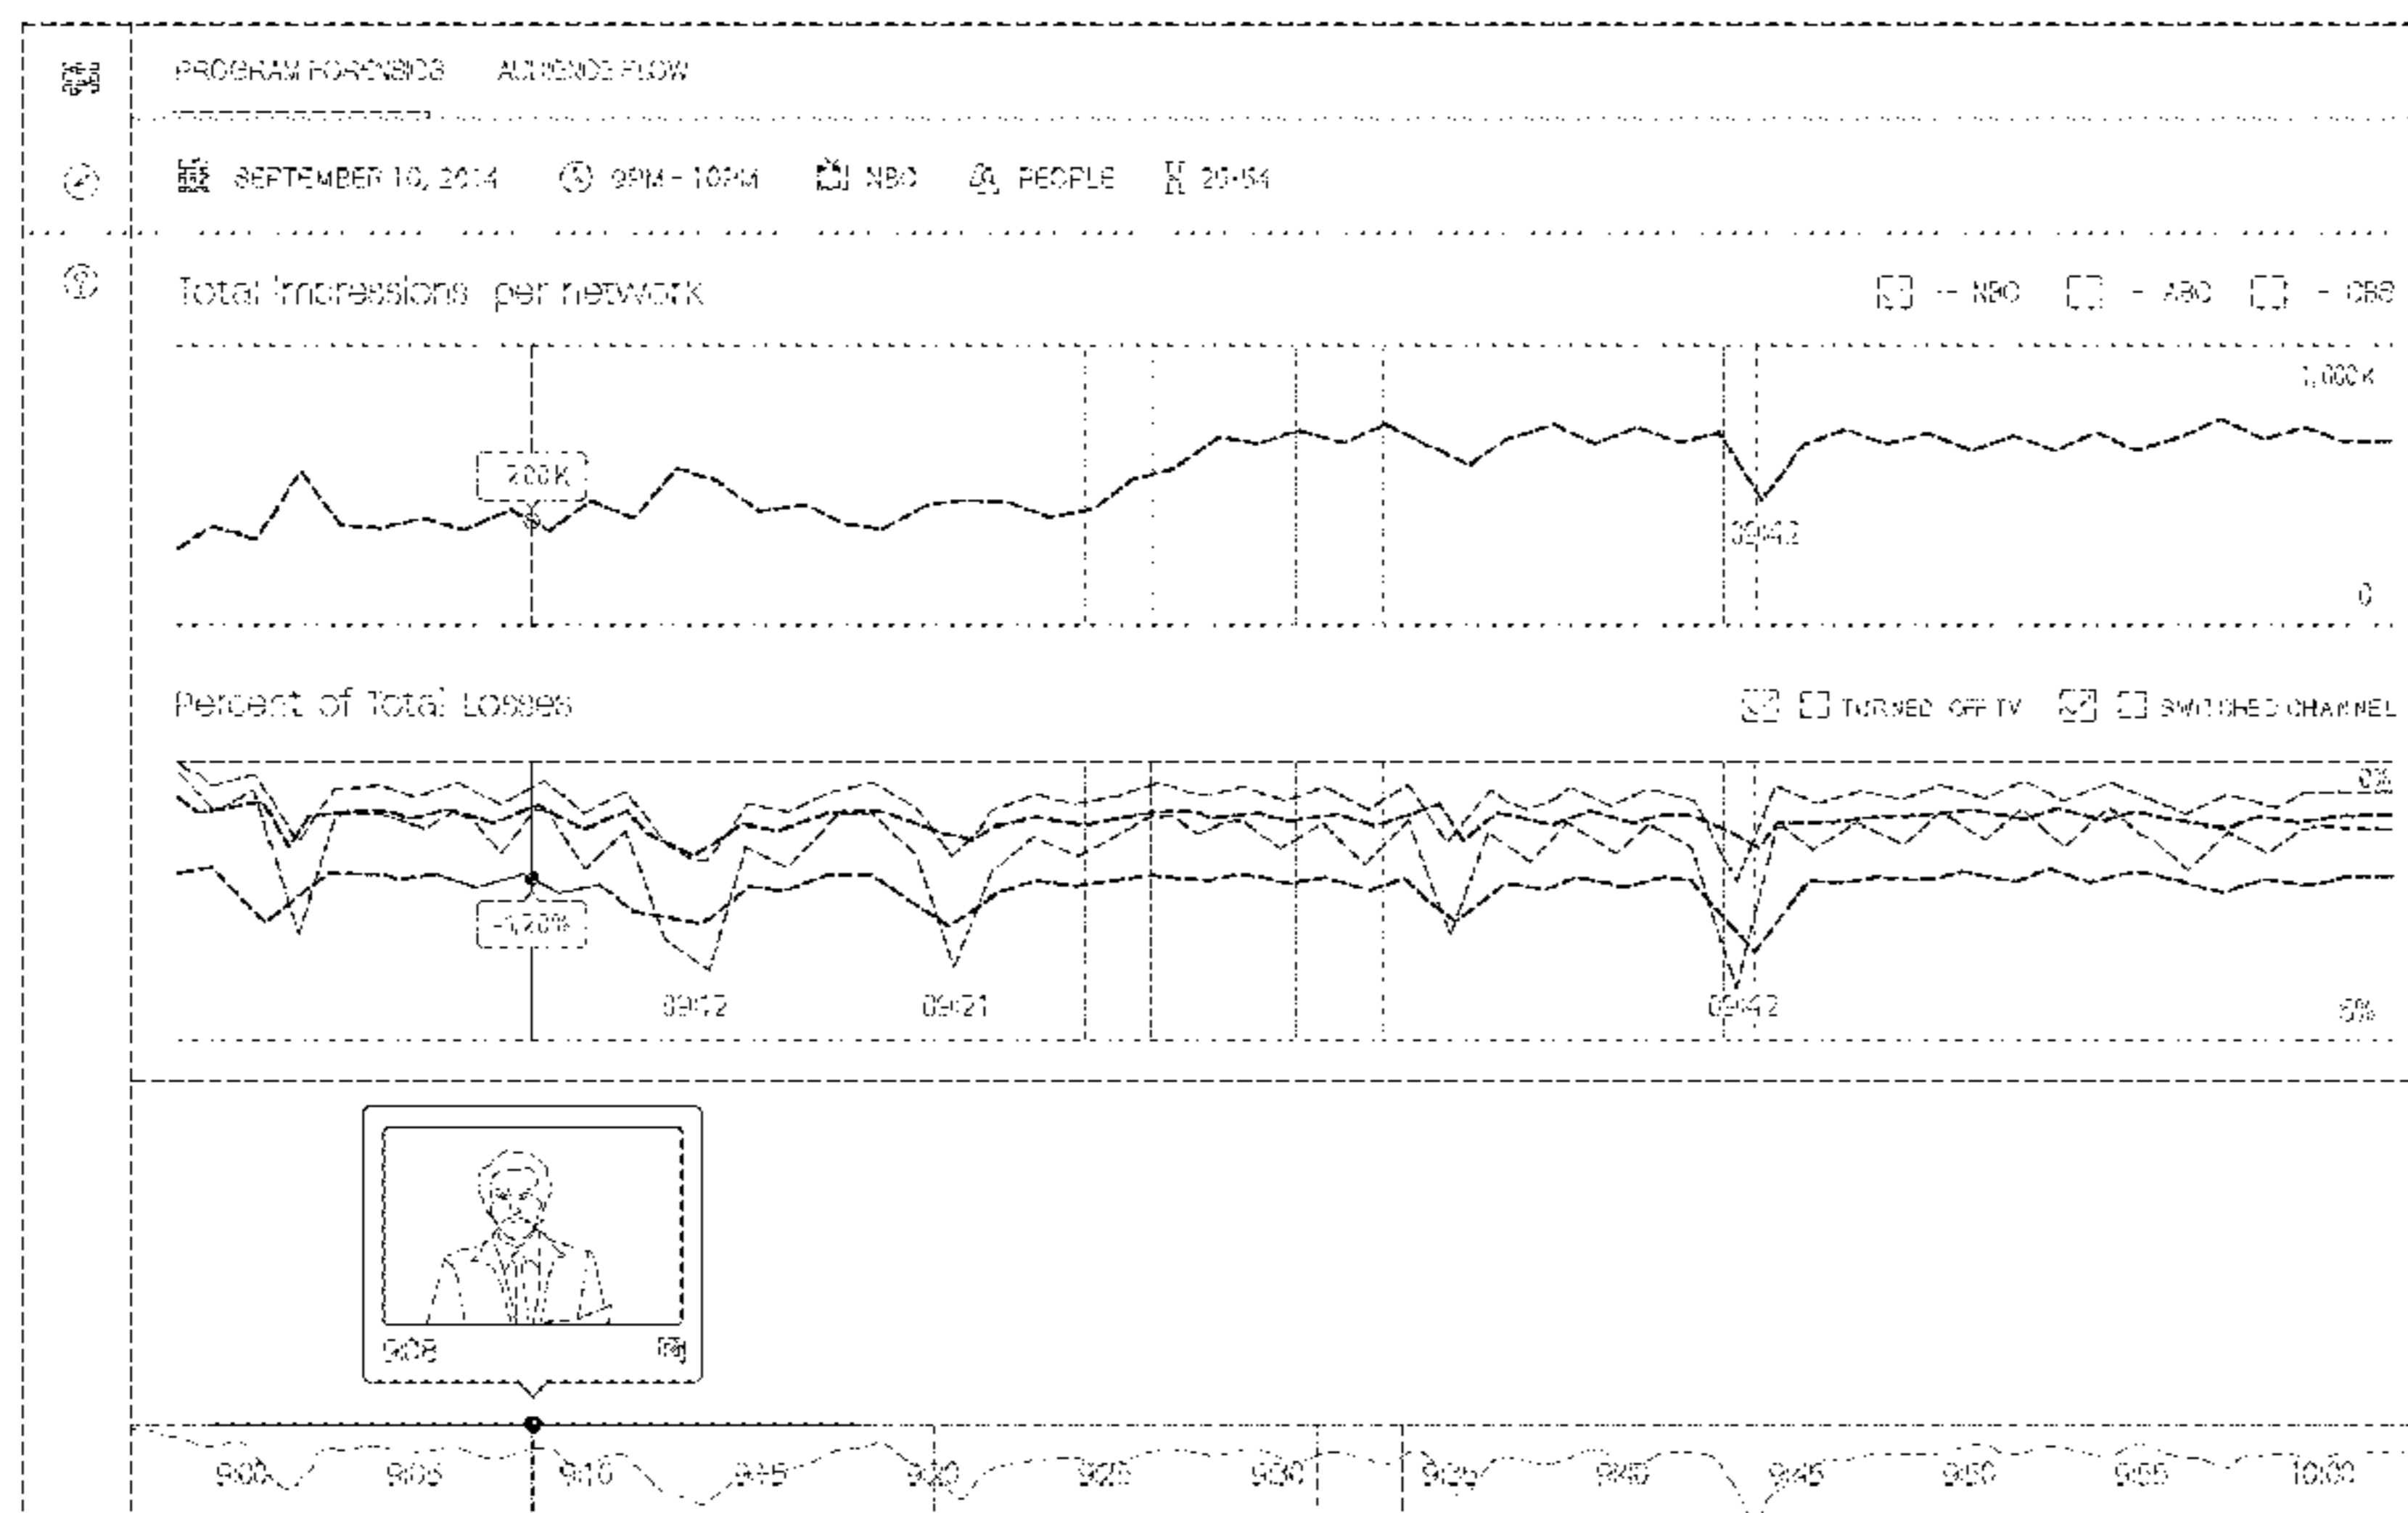 PROGRAM FORENSICS AUDIENCE FLOW
SEPTEMBER 10, 2014 9PM - 10PM NBC PEOPLE 25-54
Total Impressions per network - NBC - ABC - CBS
1,000K
200K
09:42
0
Percent of Total Losses TURNED OFF TV SWITCHED CHANNEL
0%
09:12 09:21 09:42
5%
9:08
9:00 9:05 9:10 9:15 9:20 9:25 9:30 9:35 9:40 9:45 9:50 9:55 10:00